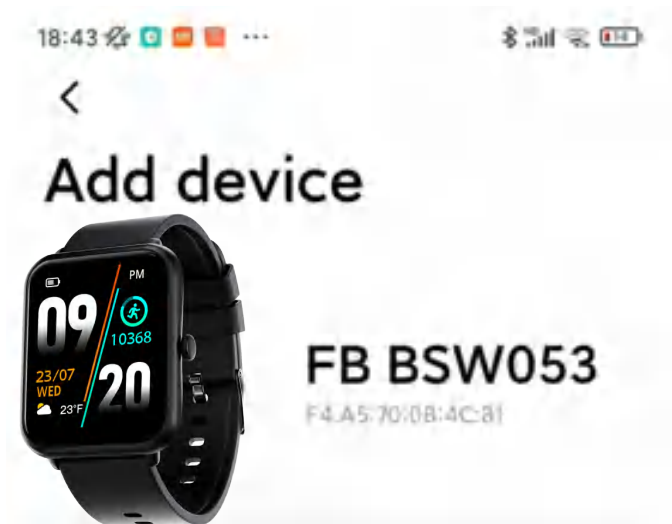 18:43
Add device
PM
09
10368
23/07
WED
20
23°F
FB BSW053
F4:A5:70:0B:4C:81